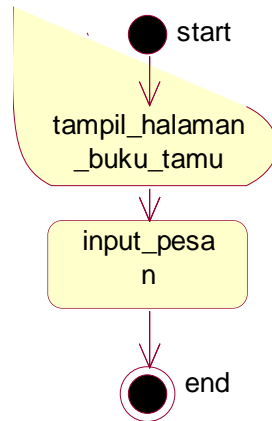 start
tampil_halaman
_buku_tamu
input_pesa
n
end